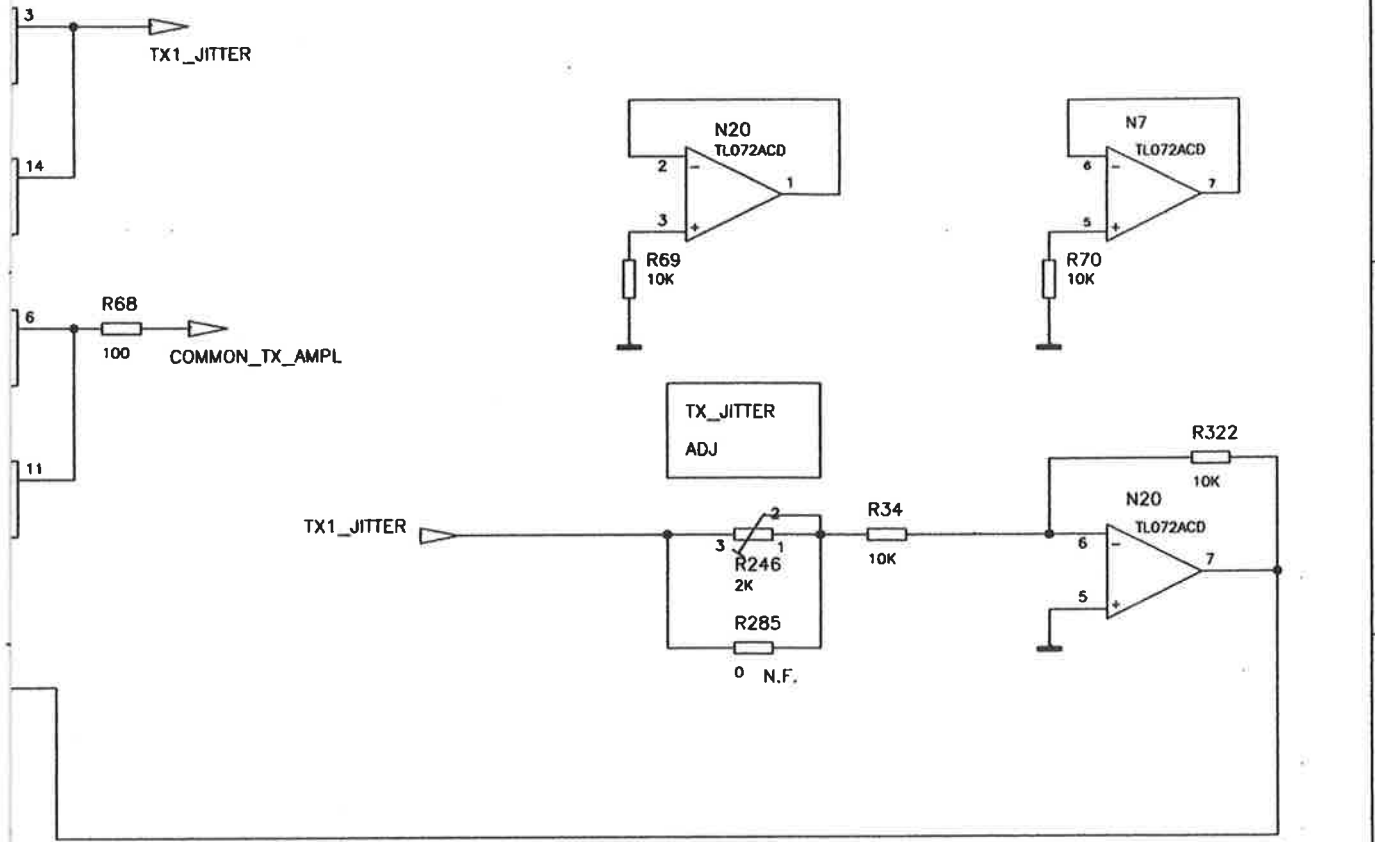 3
TX1_JITTER
14
6
R68
100
COMMON_TX_AMPL
11
N20
TL072ACD
2
-
1
3
+
R69
10K
N7
TL072ACD
6
-
7
5
+
R70
10K
TX_JITTER
ADJ
TX1_JITTER
2
3
1
R246
2K
R285
0 N.F.
R34
10K
R322
10K
N20
TL072ACD
6
-
7
5
+